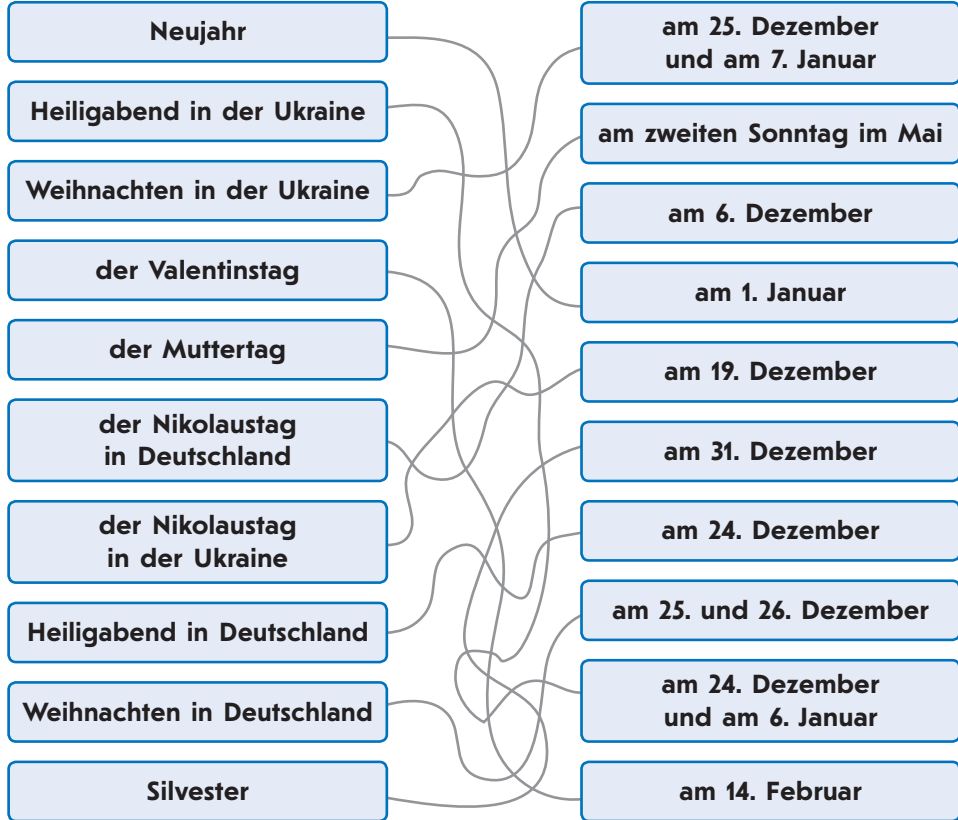 Neujahr
Heiligabend in der Ukraine
Weihnachten in der Ukraine
der Valentinstag
der Muttertag
der Nikolaustag
in Deutschland
der Nikolaustag
in der Ukraine
Heiligabend in Deutschland
Weihnachten in Deutschland
Silvester
am 25. Dezember
und am 7. Januar
am zweiten Sonntag im Mai
am 6. Dezember
am 1. Januar
am 19. Dezember
am 31. Dezember
am 24. Dezember
am 25. und 26. Dezember
am 24. Dezember
und am 6. Januar
am 14. Februar